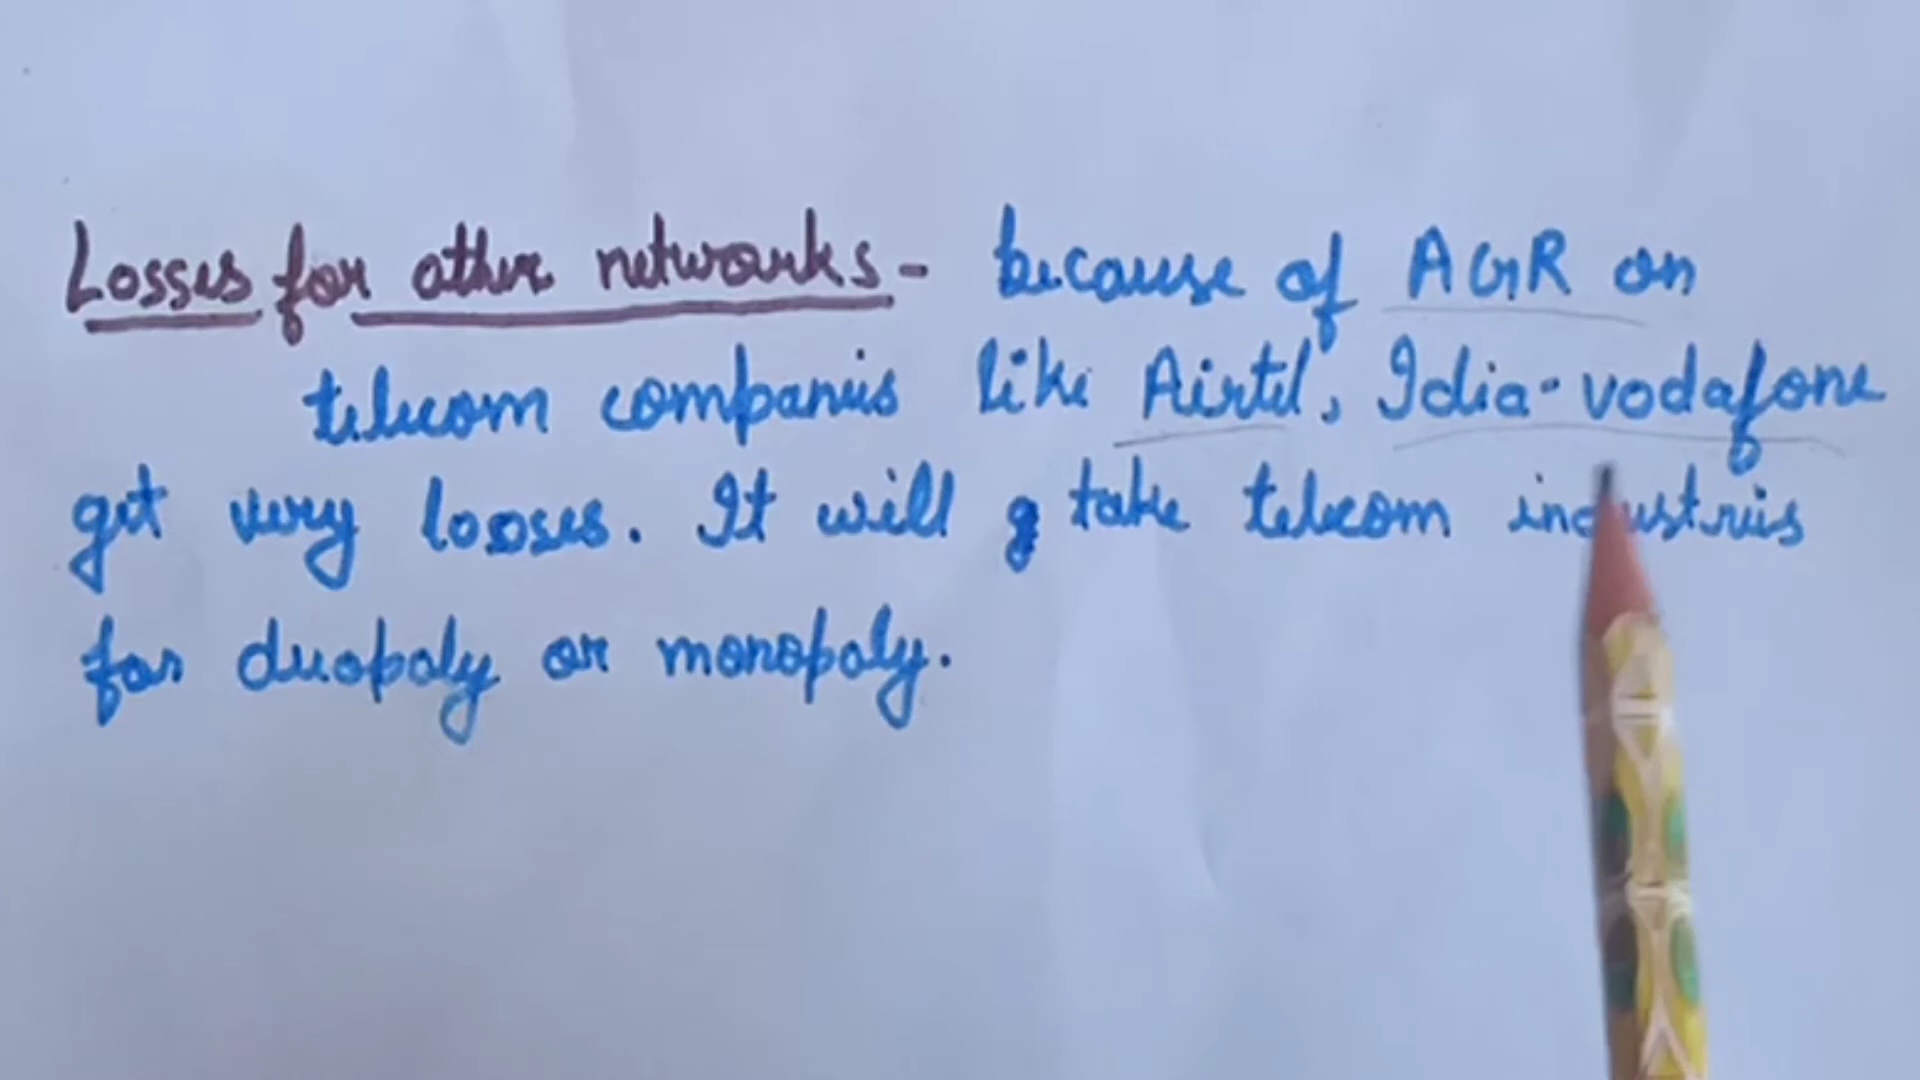 Losses for other networks - because of AGR on
telecom companies like Airtel, Idia-vodafone
get very looses. It will take telecom industries
for duopoly or monopoly.